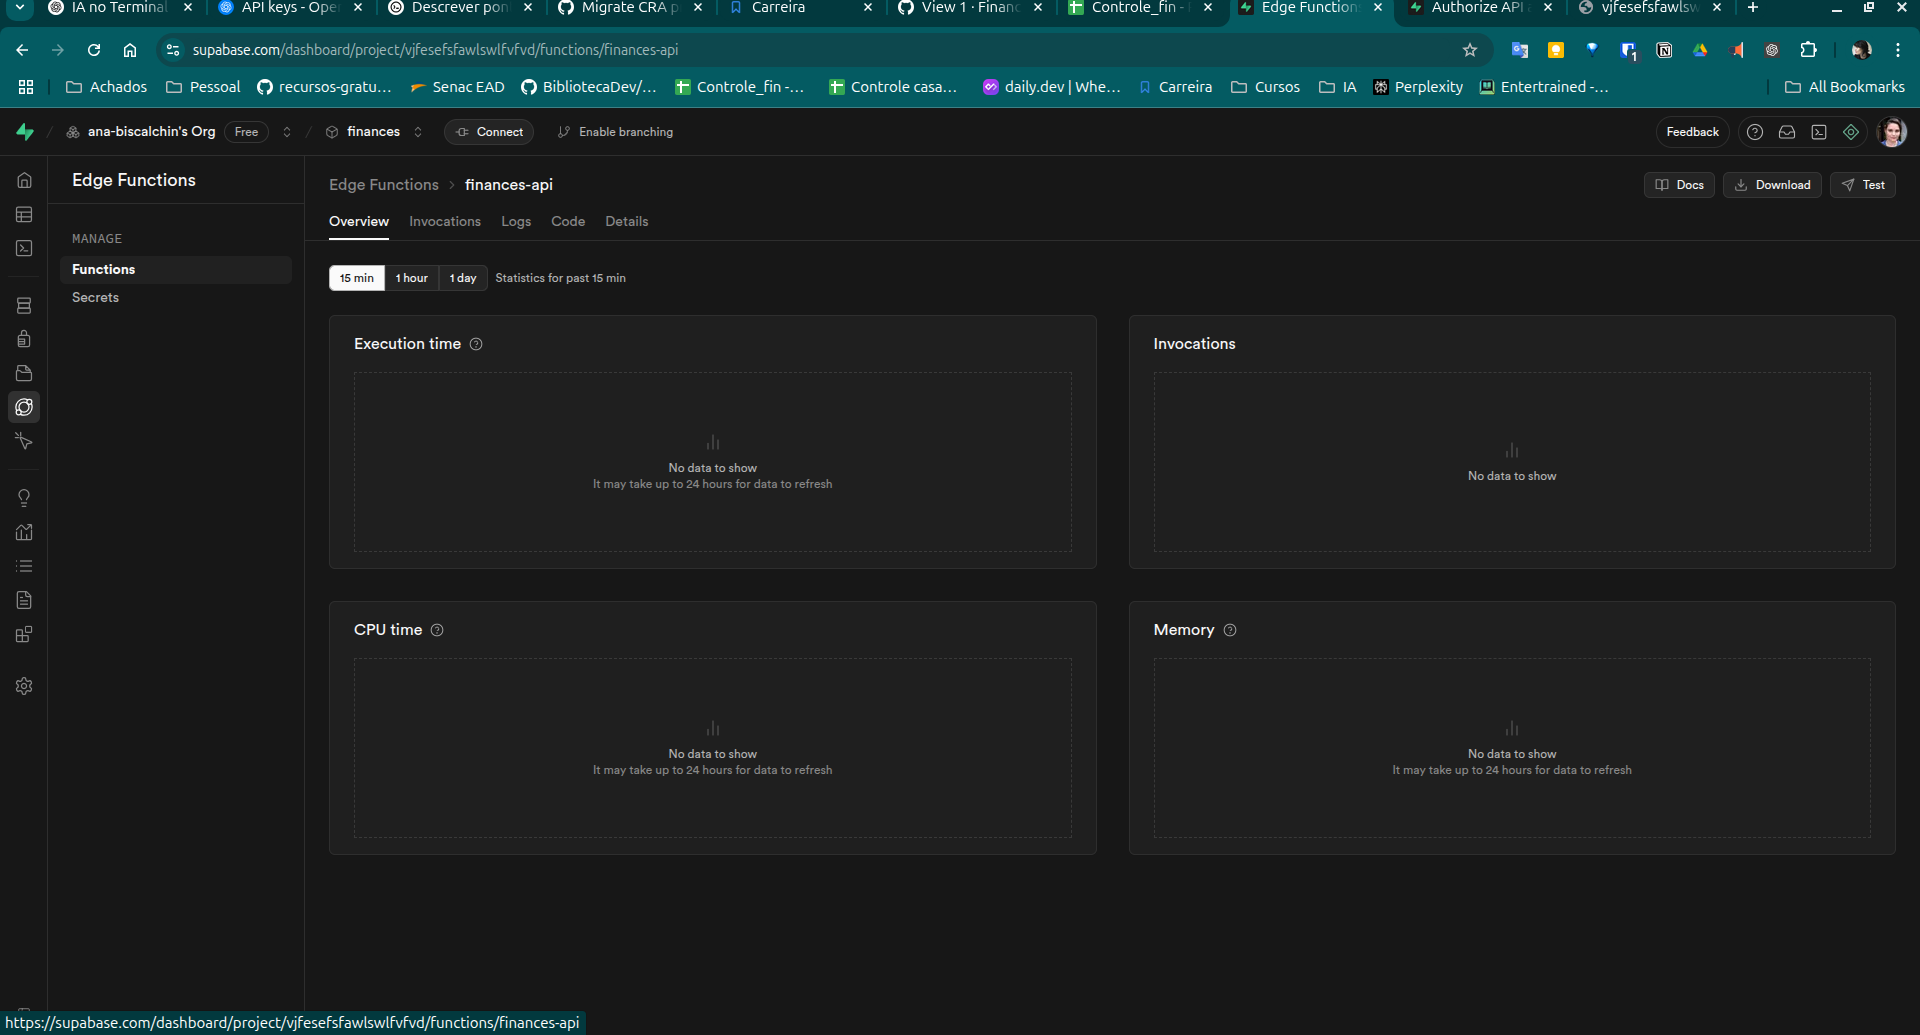 IA no Terminal
API keys - Ope
Descrever pon
Migrate CRA p
Carreira
View 1 · Financ
Controle_fin -
Edge Function
Authorize API
vjfesefsfawlsw
supabase.com/dashboard/project/vjfesefsfawlswlfvfvd/functions/finances-api
1
Achados
Pessoal
recursos-gratu...
Senac EAD
BibliotecaDev/...
Controle_fin -...
Controle casa...
daily.dev | Whe...
Carreira
Cursos
IA
Perplexity
Entertrained -...
All Bookmarks
/ ana-biscalchin's Org Free / finances Connect Enable branching
Feedback
Edge Functions
MANAGE
Functions
Secrets
Edge Functions > finances-api
Docs Download Test
Overview Invocations Logs Code Details
15 min 1 hour 1 day Statistics for past 15 min
Execution time
No data to show
It may take up to 24 hours for data to refresh
Invocations
No data to show
CPU time
No data to show
It may take up to 24 hours for data to refresh
Memory
No data to show
It may take up to 24 hours for data to refresh
https://supabase.com/dashboard/project/vjfesefsfawlswlfvfvd/functions/finances-api